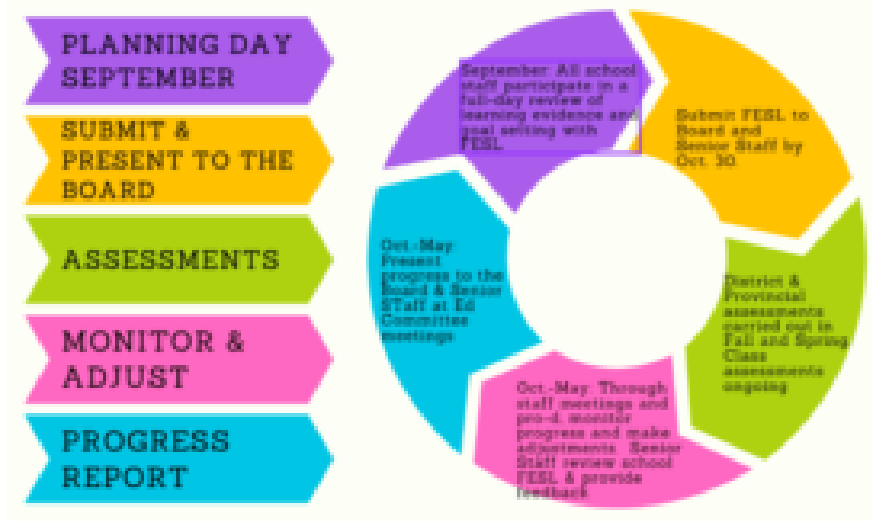 PLANNING DAY
SEPTEMBER
SUBMIT &
PRESENT TO THE
BOARD
ASSESSMENTS
MONITOR &
ADJUST
PROGRESS
REPORT
September: All school
staff participate in a
full-day review of
learning evidence and
goal setting with
FESL
Submit FESL to
Board and
Senior Staff by
Oct. 30.
District &
Provincial
assessments
carried out in
Fall and Spring
Class
assessments
ongoing
Oct.-May: Through
staff meetings and
pro-d, monitor
progress and make
adjustments. Senior
Staff review school
FESL & provide
feedback
Oct.-May:
Present
progress to the
Board & Senior
STaff at Ed
Committee
meetings